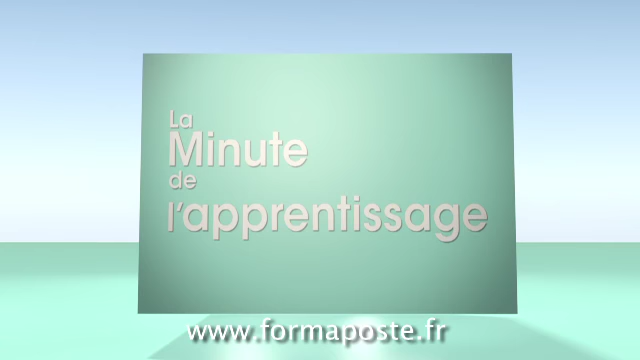 La
Minute
de
l'apprentissage
www.formaposte.fr